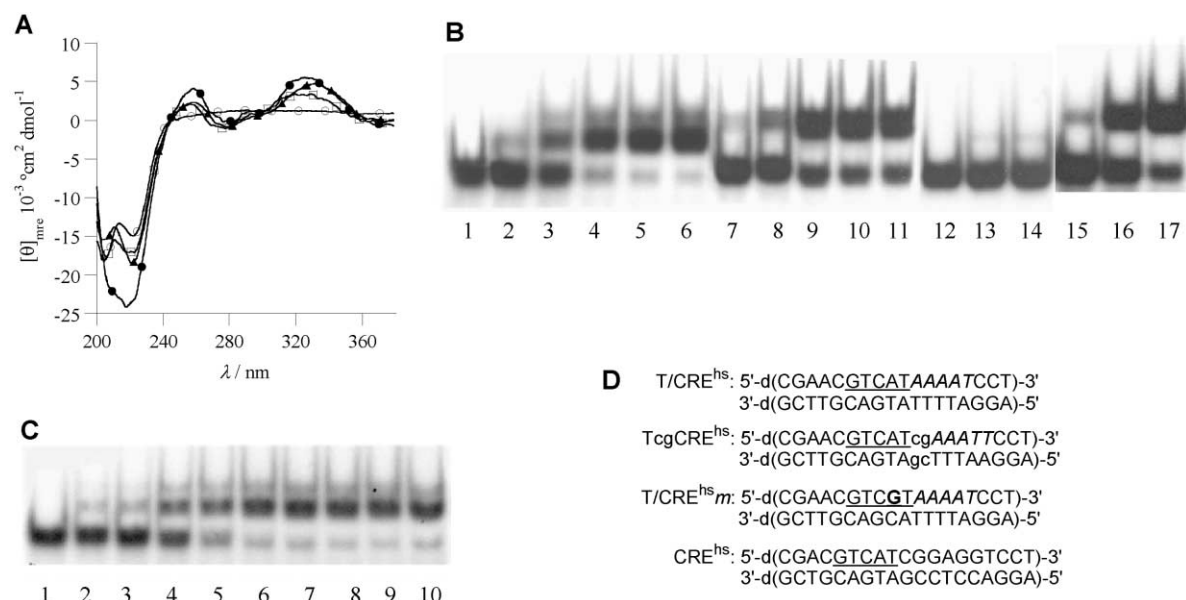 A
10
5
0
-5
-10
-15
-20
-25
[θ]mre 10⁻³ °cm² dmol⁻¹
200 240 280 320 360
λ / nm
B
1 2 3 4 5 6 7 8 9 10 11 12 13 14 15 16 17
C
1 2 3 4 5 6 7 8 9 10
D
T/CREhs: 5'-d(CGAACGTCATAAAATCCT)-3'
3'-d(GCTTGCAGTATTTTAGGA)-5'
TcgCREhs: 5'-d(CGAACGTCATcgAAATTCCT)-3'
3'-d(GCTTGCAGTAgcTTTAAGGA)-5'
T/CREhsm: 5'-d(CGAACGTCGTAAAATCCT)-3'
3'-d(GCTTGCAGCATTTTAGGA)-5'
CREhs: 5'-d(CGACGTCATCGGAGGTCCT)-3'
3'-d(GCTGCAGTAGCCTCCAGGA)-5'